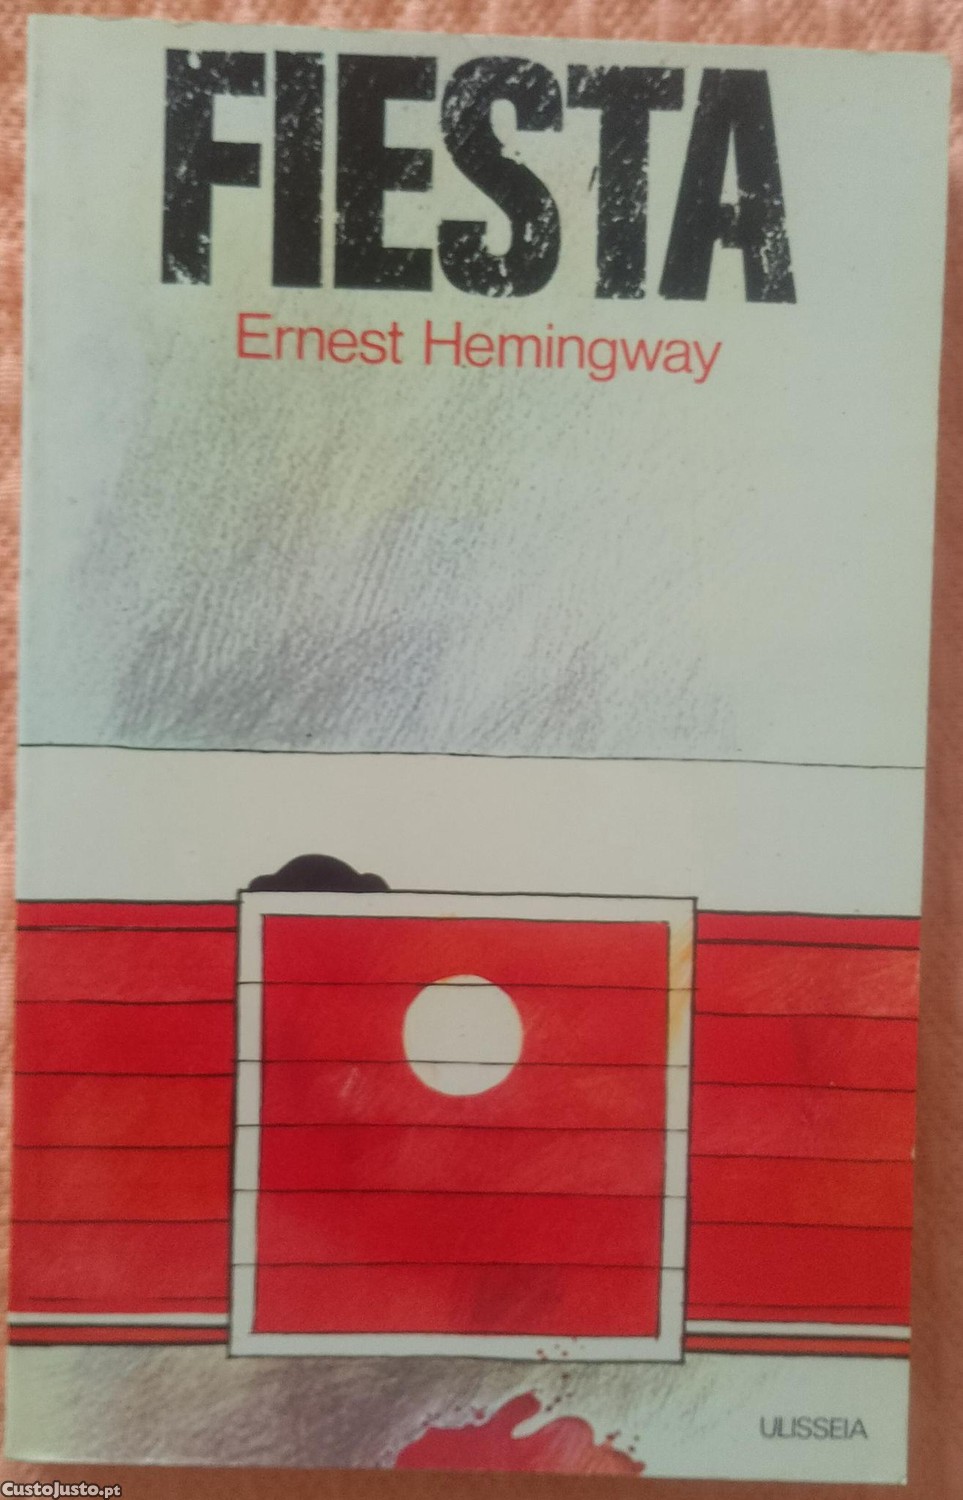 FIESTA
Ernest Hemingway
ULISSEIA
CustoJusto.pt